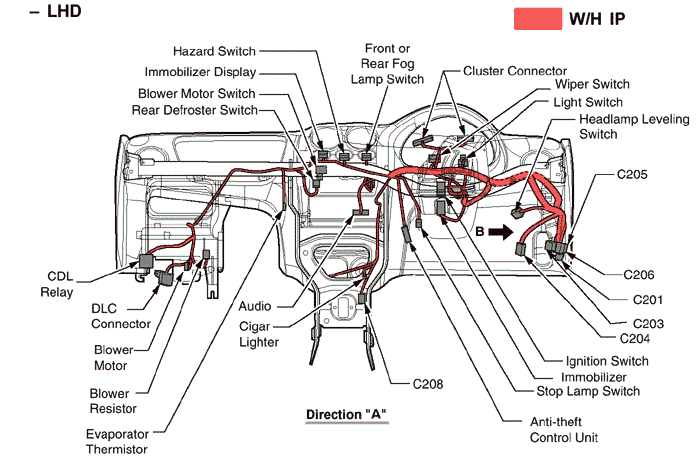 – LHD
W/H IP
Hazard Switch
Immobilizer Display
Blower Motor Switch
Rear Defroster Switch
Front or
Rear Fog
Lamp Switch
Cluster Connector
Wiper Switch
Light Switch
Headlamp Leveling
Switch
C205
B
C206
C201
C203
C204
CDL
Relay
DLC
Connector
Blower
Motor
Blower
Resistor
Evaporator
Thermistor
Audio
Cigar
Lighter
C208
Ignition Switch
Immobilizer
Stop Lamp Switch
Anti-theft
Control Unit
Direction "A"